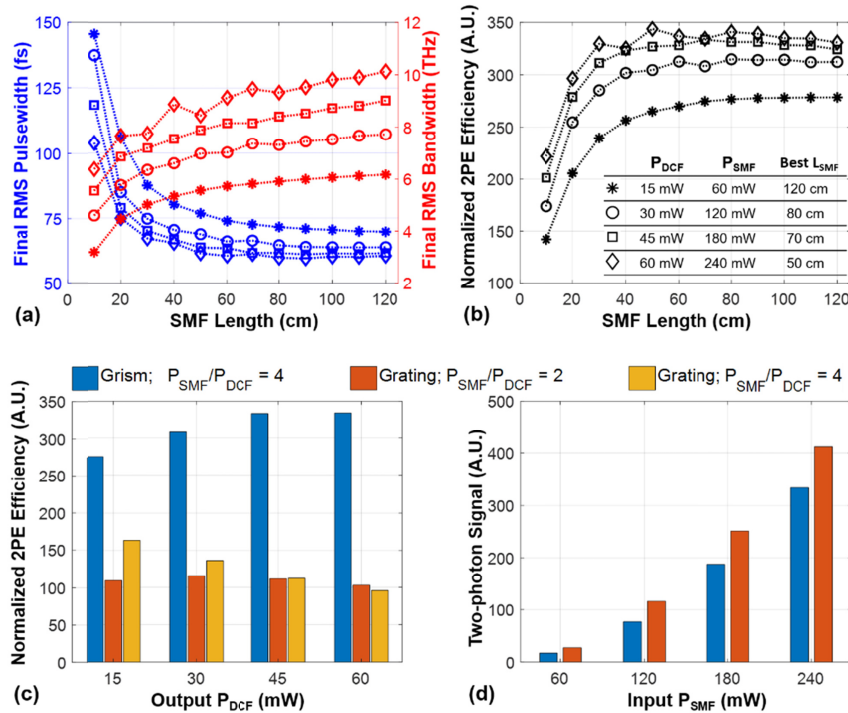 150
125
100
75
50
Final RMS Pulsewidth (fs)
12
10
8
6
4
2
Final RMS Bandwidth (THz)
0 20 40 60 80 100 120
(a) SMF Length (cm)
350
300
250
200
150
100
Normalized 2PE Efficiency (A.U.)
P_DCF P_SMF Best L_SMF
15 mW 60 mW 120 cm
30 mW 120 mW 80 cm
45 mW 180 mW 70 cm
60 mW 240 mW 50 cm
0 20 40 60 80 100 120
(b) SMF Length (cm)
Grism; P_SMF/P_DCF = 4 Grating; P_SMF/P_DCF = 2 Grating; P_SMF/P_DCF = 4
350
300
250
200
150
100
50
0
Normalized 2PE Efficiency (A.U.)
15 30 45 60
(c) Output P_DCF (mW)
500
400
300
200
100
0
Two-photon Signal (A.U.)
60 120 180 240
(d) Input P_SMF (mW)